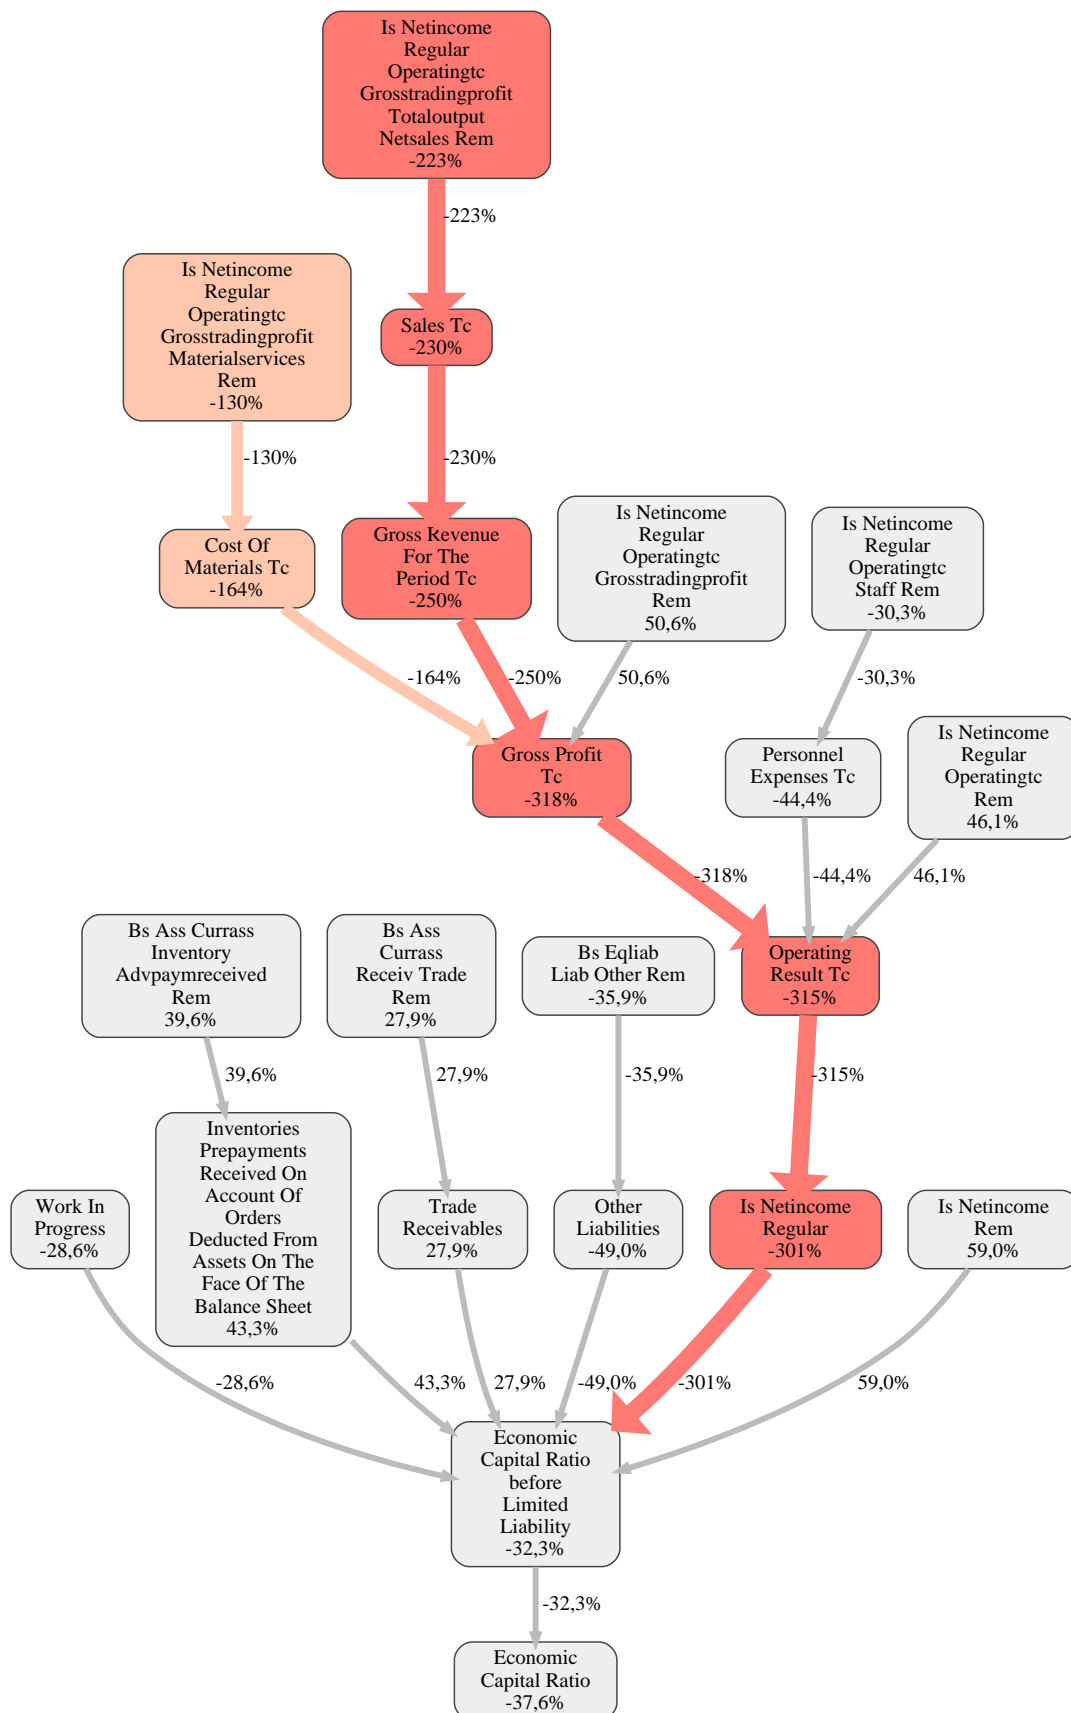 Is Netincome
Regular
Operatingtc
Grosstradingprofit
Totaloutput
Netsales Rem
-223%
-223%
Is Netincome
Regular
Operatingtc
Grosstradingprofit
Materialservices
Rem
-130%
Sales Tc
-230%
-130%
-230%
Cost Of
Materials Tc
-164%
Gross Revenue
For The
Period Tc
-250%
Is Netincome
Regular
Operatingtc
Grosstradingprofit
Rem
50,6%
Is Netincome
Regular
Operatingtc
Staff Rem
-30,3%
-164%
-250%
50,6%
-30,3%
Gross Profit
Tc
-318%
Personnel
Expenses Tc
-44,4%
Is Netincome
Regular
Operatingtc
Rem
46,1%
-318%
-44,4%
46,1%
Bs Ass Currass
Inventory
Advpaymreceived
Rem
39,6%
Bs Ass
Currass
Receiv Trade
Rem
27,9%
Bs Eqliab
Liab Other Rem
-35,9%
Operating
Result Tc
-315%
39,6%
27,9%
-35,9%
-315%
Work In
Progress
-28,6%
Inventories
Prepayments
Received On
Account Of
Orders
Deducted From
Assets On The
Face Of The
Balance Sheet
43,3%
Trade
Receivables
27,9%
Other
Liabilities
-49,0%
Is Netincome
Regular
-301%
Is Netincome
Rem
59,0%
-28,6%
43,3%
27,9%
-49,0%
-301%
59,0%
Economic
Capital Ratio
before
Limited
Liability
-32,3%
-32,3%
Economic
Capital Ratio
-37,6%